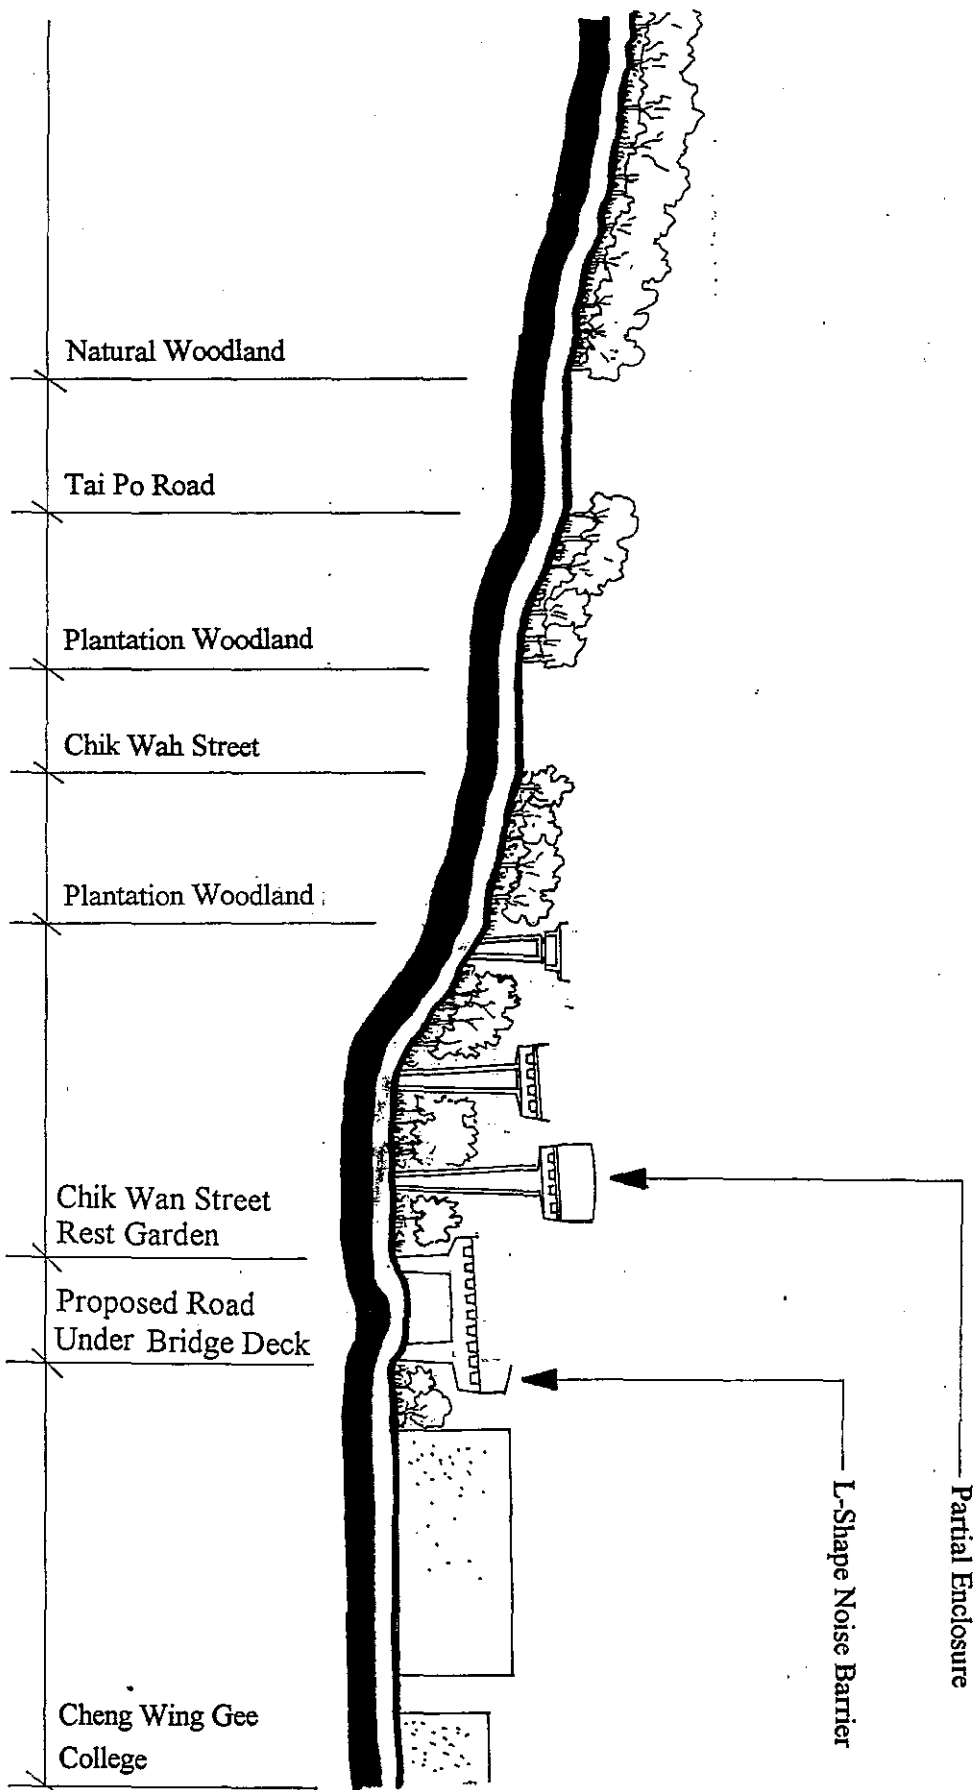 Natural Woodland
Tai Po Road
Plantation Woodland
Chik Wah Street
Plantation Woodland
Chik Wan Street
Rest Garden
Proposed Road
Under Bridge Deck
Cheng Wing Gee
College
L-Shape Noise Barrier
Partial Enclosure